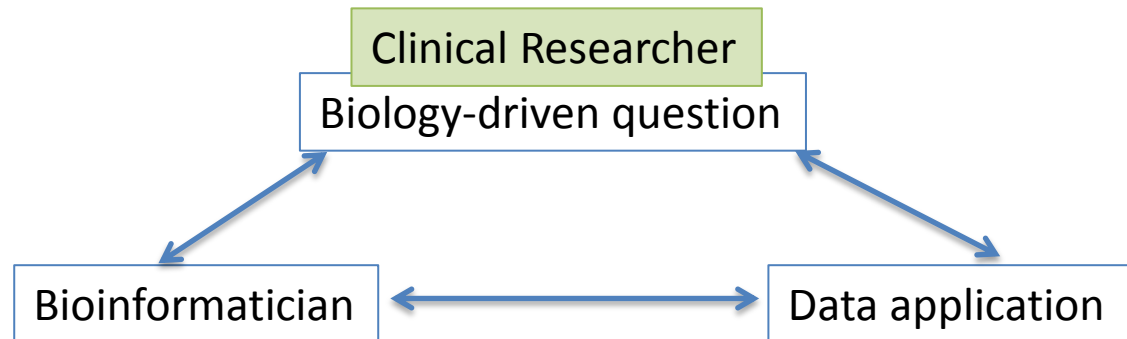 Clinical Researcher
Biology-driven question
Bioinformatician
Data application